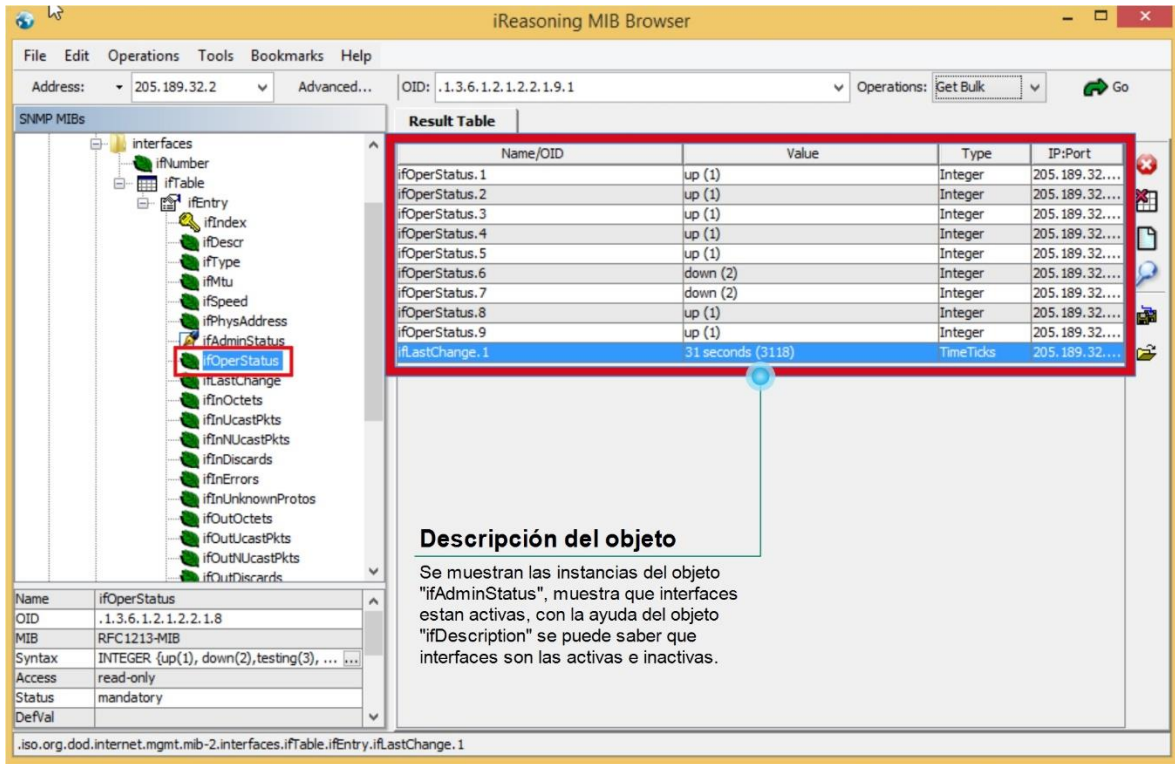 iReasoning MIB Browser
File Edit Operations Tools Bookmarks Help
Address: 205.189.32.2 Advanced... OID: .1.3.6.1.2.1.2.2.1.9.1 Operations: Get Bulk Go
SNMP MIBs
interfaces
ifNumber
ifTable
ifEntry
ifIndex
ifDescr
ifType
ifMtu
ifSpeed
ifPhysAddress
ifAdminStatus
ifOperStatus
ifLastChange
ifInOctets
ifInUcastPkts
ifInNUcastPkts
ifInDiscards
ifInErrors
ifInUnknownProtos
ifOutOctets
ifOutUcastPkts
ifOutNUcastPkts
ifOutDiscards
Name ifOperStatus
OID .1.3.6.1.2.1.2.2.1.8
MIB RFC1213-MIB
Syntax INTEGER {up(1), down(2),testing(3), ... ...
Access read-only
Status mandatory
DefVal
Result Table
Name/OID Value Type IP:Port
ifOperStatus.1 up (1) Integer 205.189.32....
ifOperStatus.2 up (1) Integer 205.189.32....
ifOperStatus.3 up (1) Integer 205.189.32....
ifOperStatus.4 up (1) Integer 205.189.32....
ifOperStatus.5 up (1) Integer 205.189.32....
ifOperStatus.6 down (2) Integer 205.189.32....
ifOperStatus.7 down (2) Integer 205.189.32....
ifOperStatus.8 up (1) Integer 205.189.32....
ifOperStatus.9 up (1) Integer 205.189.32....
ifLastChange.1 31 seconds (3118) TimeTicks 205.189.32....
Descripción del objeto
Se muestran las instancias del objeto
"ifAdminStatus", muestra que interfaces
estan activas, con la ayuda del objeto
"ifDescription" se puede saber que
interfaces son las activas e inactivas.
.iso.org.dod.internet.mgmt.mib-2.interfaces.ifTable.ifEntry.ifLastChange.1